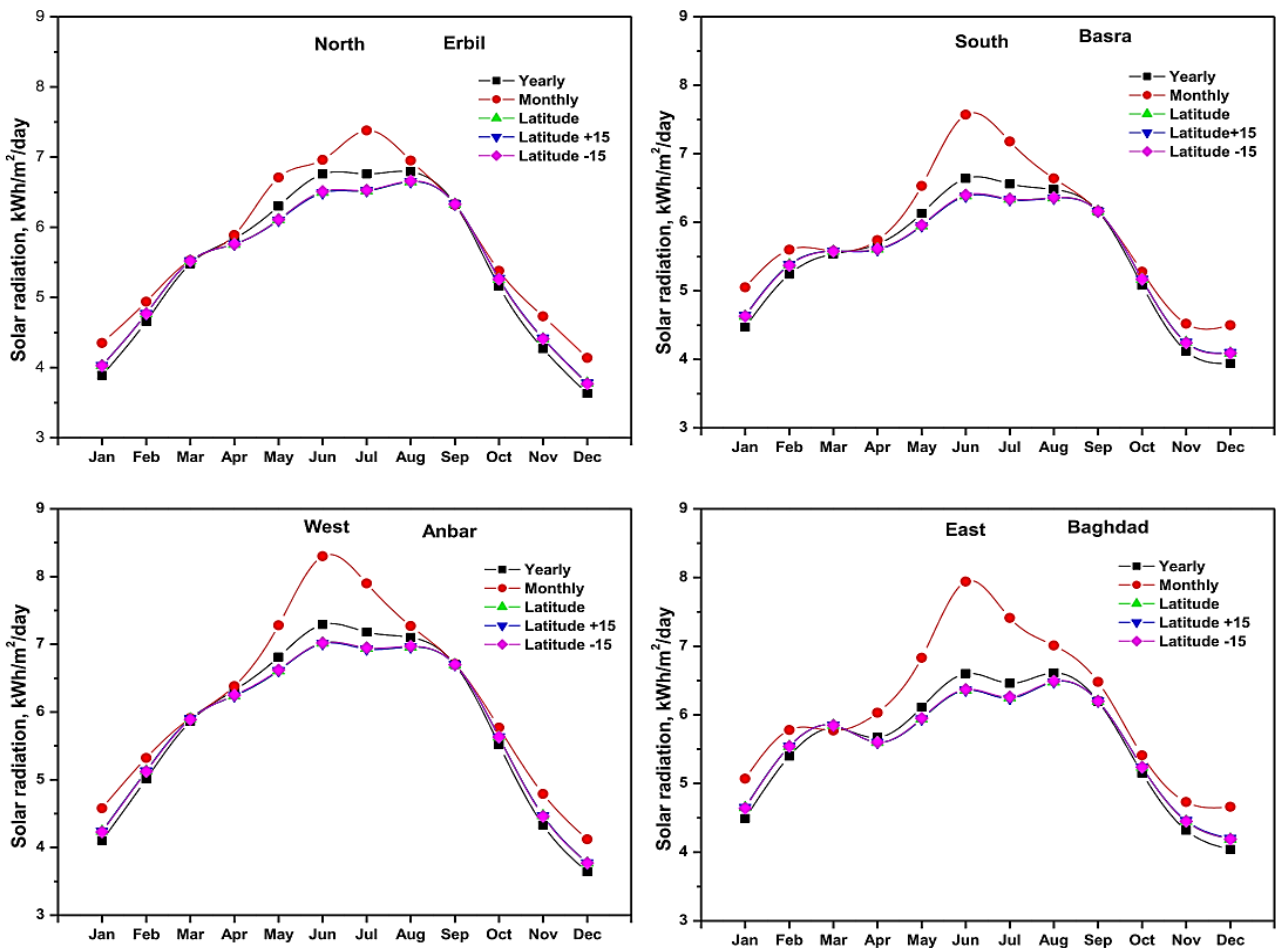 North Erbil
Yearly
Monthly
Latitude
Latitude +15
Latitude -15
Solar radiation, kWh/m²/day
9
8
7
6
5
4
3
Jan Feb Mar Apr May Jun Jul Aug Sep Oct Nov Dec
South Basra
Yearly
Monthly
Latitude
Latitude+15
Latitude -15
Solar radiation, kWh/m²/day
9
8
7
6
5
4
3
Jan Feb Mar Apr May Jun Jul Aug Sep Oct Nov Dec
West Anbar
Yearly
Monthly
Latitude
Latitude +15
Latitude -15
Solar radiation, kWh/m²/day
9
8
7
6
5
4
3
Jan Feb Mar Apr May Jun Jul Aug Sep Oct Nov Dec
East Baghdad
Yearly
Monthly
Latitude
Latitude +15
Latitude -15
Solar radiation, kWh/m²/day
9
8
7
6
5
4
3
Jan Feb Mar Apr May Jun Jul Aug Sep Oct Nov Dec